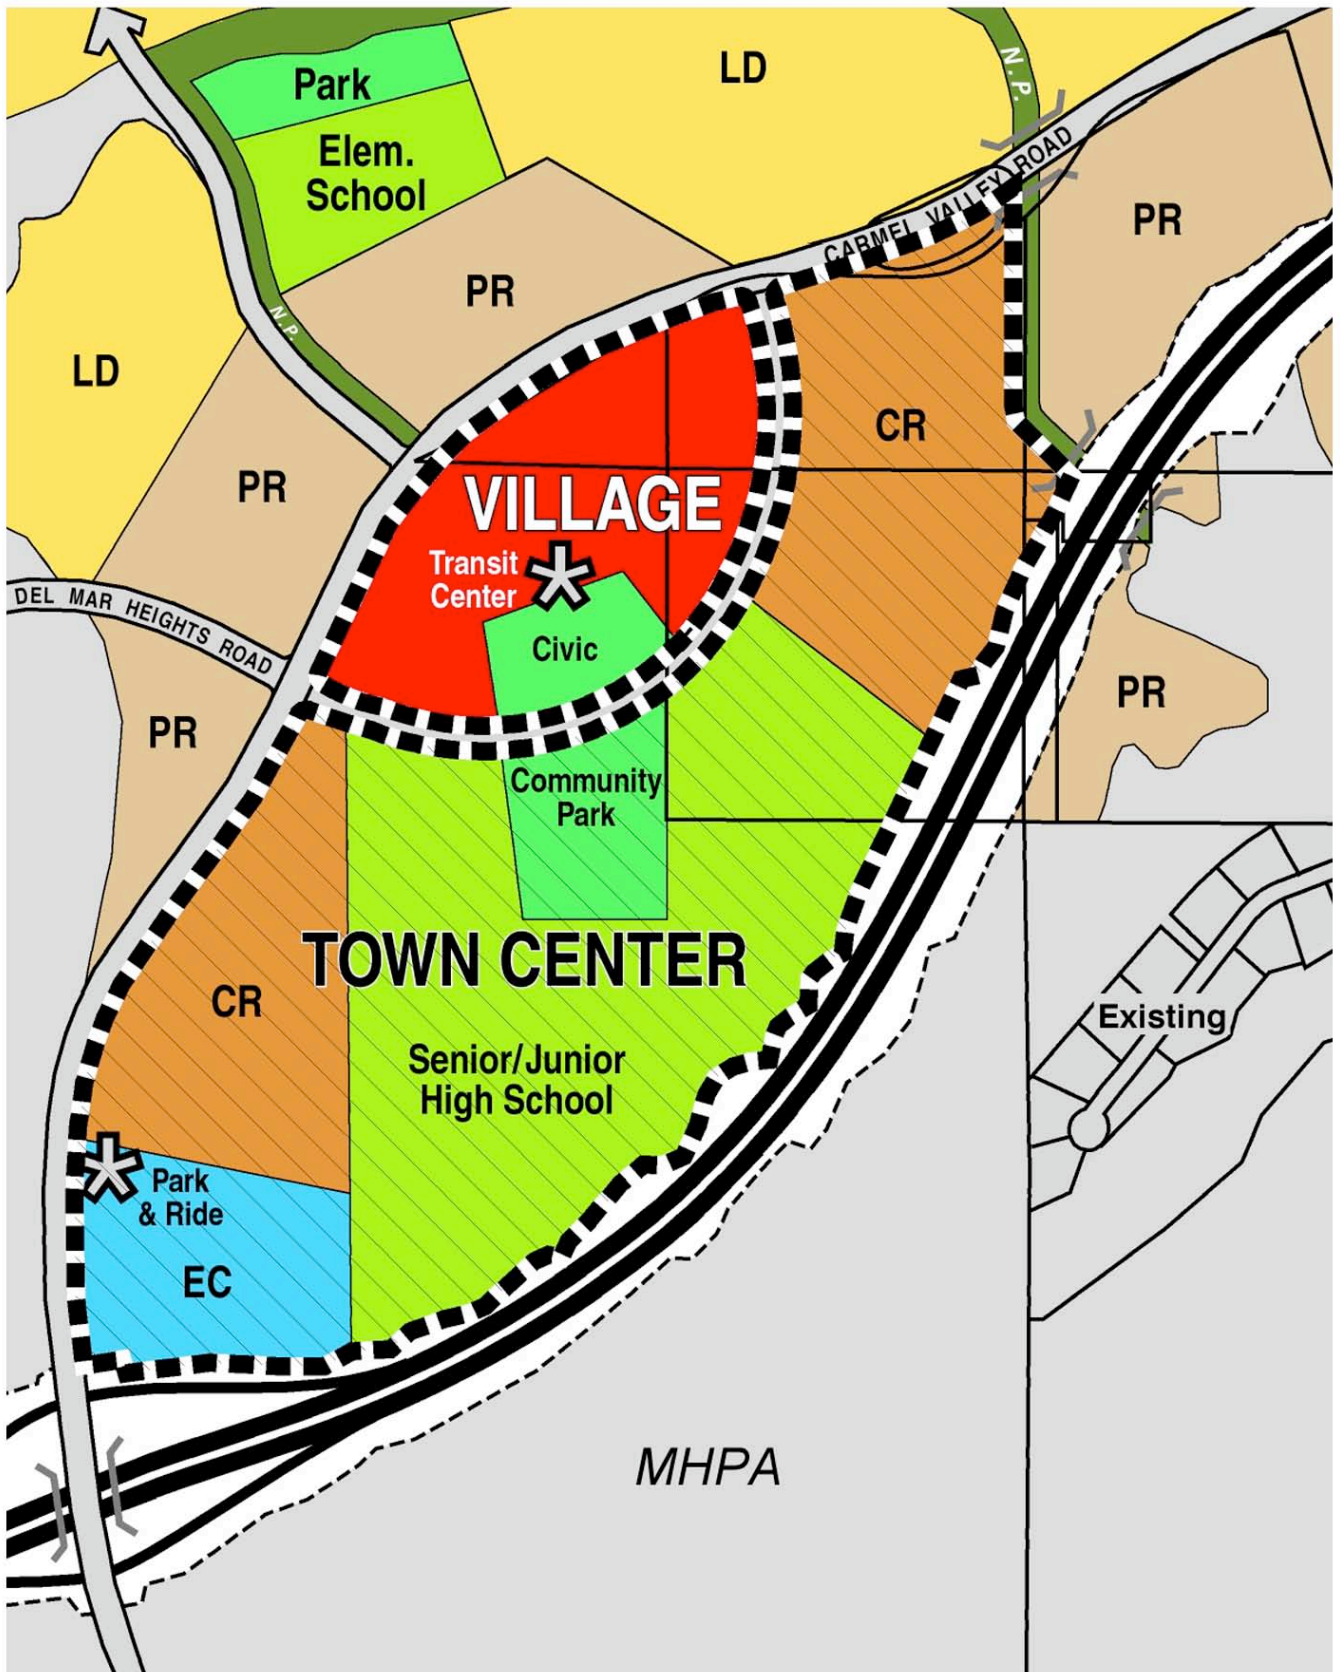 N.P.
LD
Park
Elem.
School
CARMEL VALLEY ROAD
PR
PR
N.P.
LD
CR
PR
VILLAGE
Transit
Center
Civic
DEL MAR HEIGHTS ROAD
PR
PR
Community
Park
TOWN CENTER
CR
Existing
Senior/Junior
High School
Park
& Ride
EC
MHPA